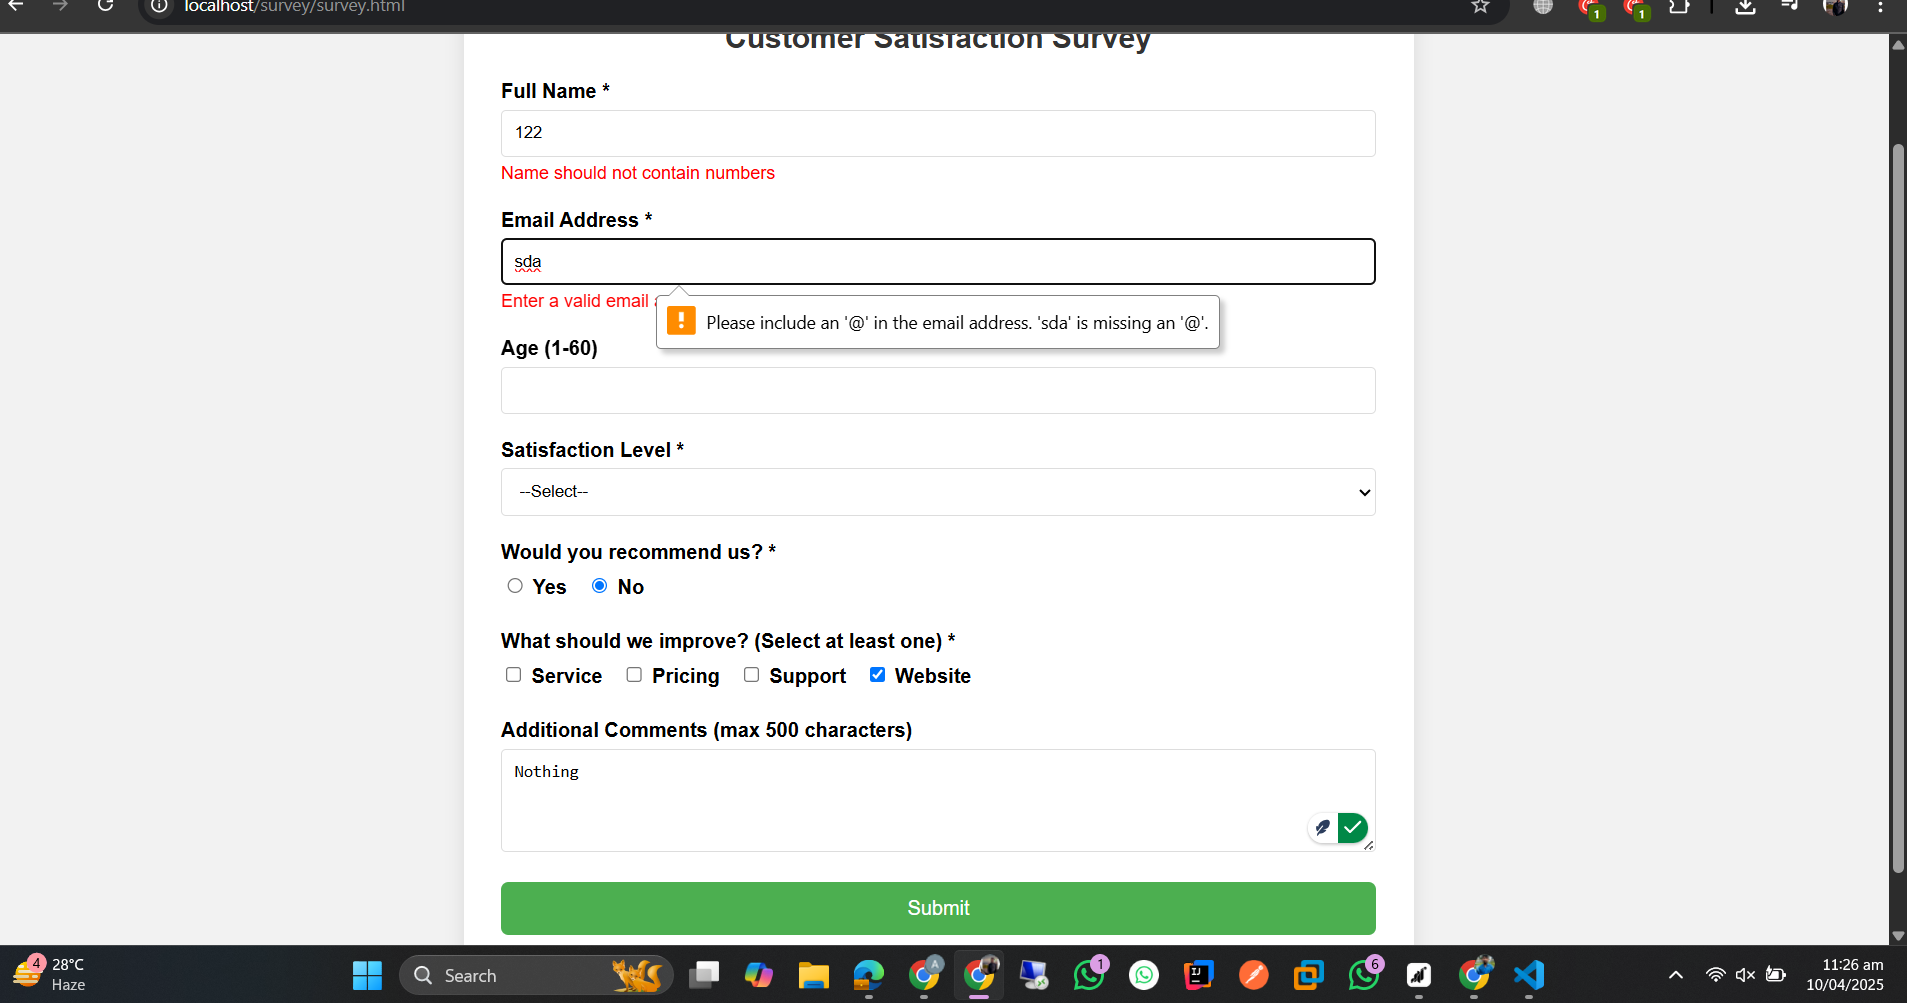 localhost/survey/survey.html
1
1
Customer Satisfaction Survey
Full Name *
122
Name should not contain numbers
Email Address *
sda
Enter a valid email
Please include an '@' in the email address. 'sda' is missing an '@'.
Age (1-60)
Satisfaction Level *
--Select--
Would you recommend us? *
Yes No
What should we improve? (Select at least one) *
Service Pricing Support Website
Additional Comments (max 500 characters)
Nothing
Submit
4
28°C
Haze
Search
A
1
IJ
6
11:26 am
10/04/2025